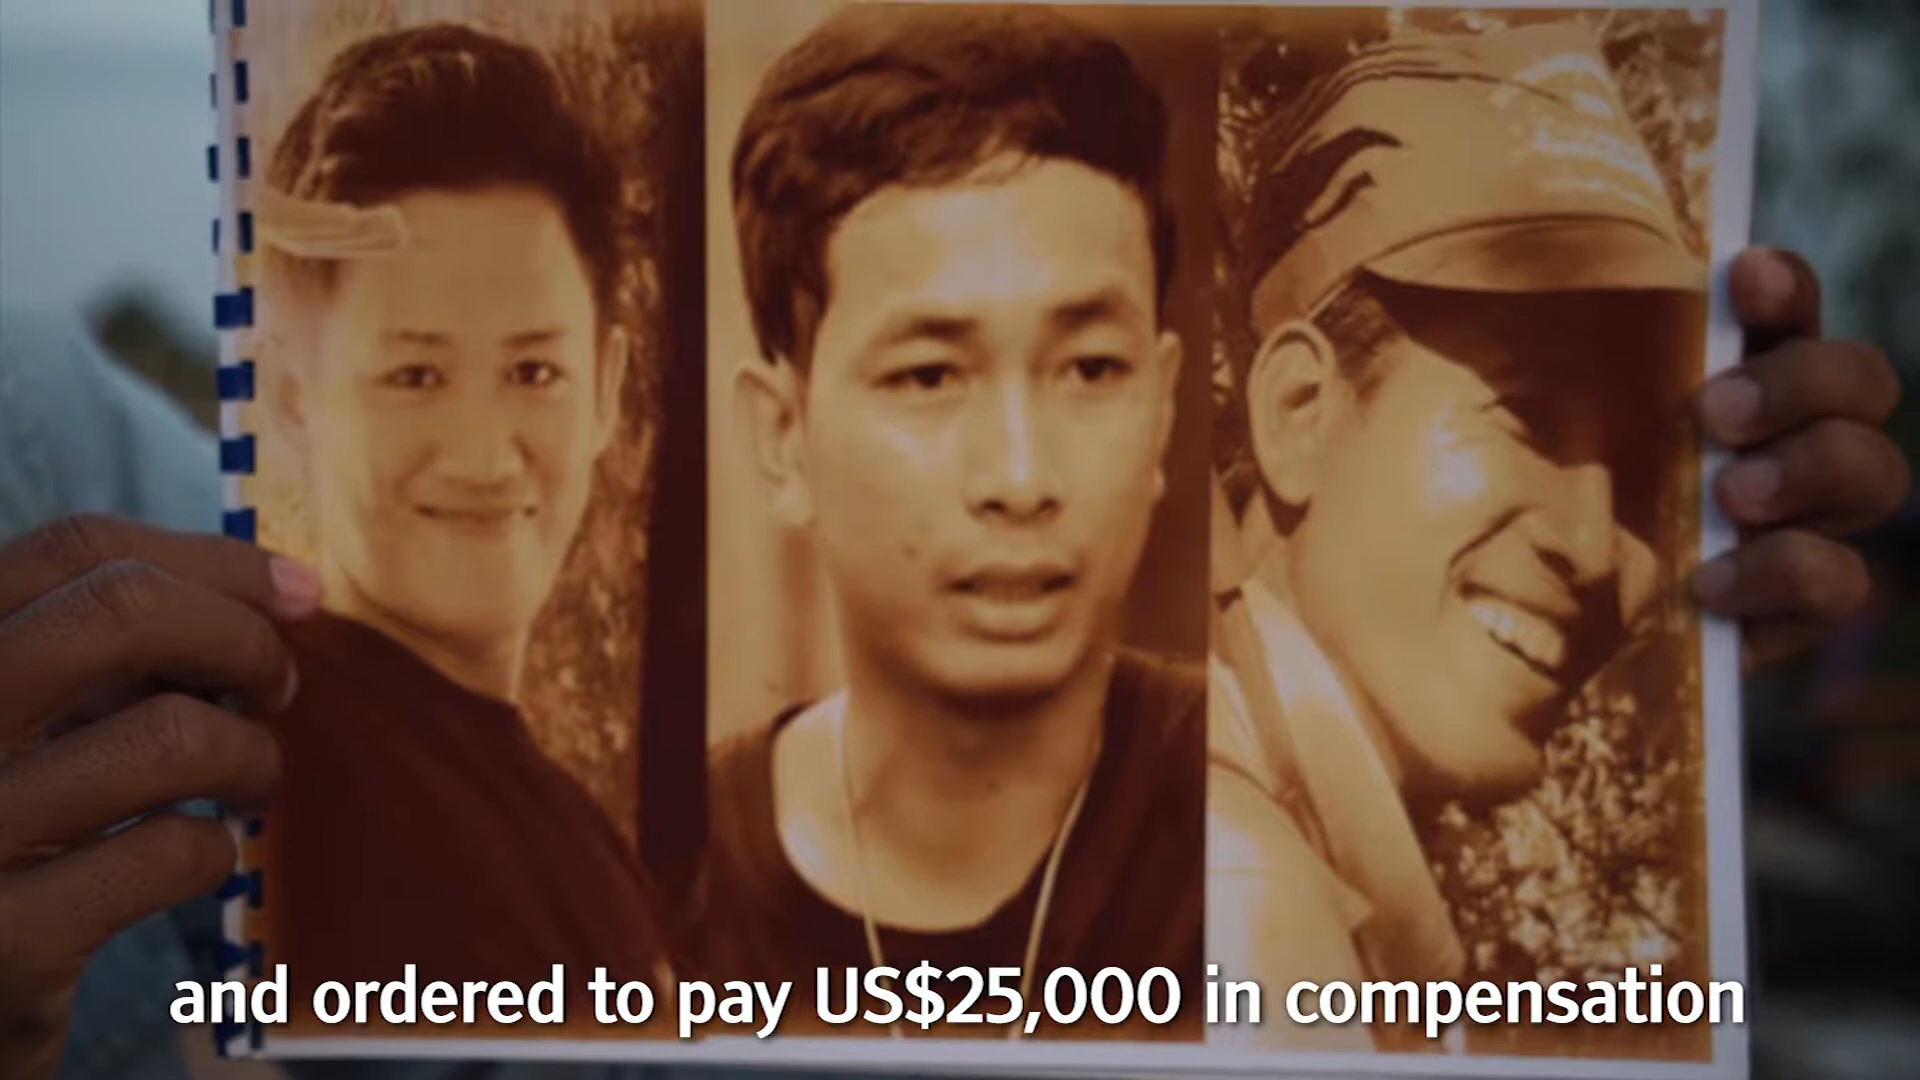 and ordered to pay US$25,000 in compensation